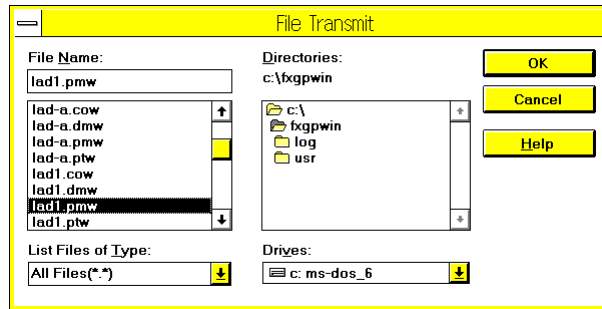 File Transmit
File Name:
lad1.pmw
lad-a.cow
lad-a.dmw
lad-a.pmw
lad-a.ptw
lad1.cow
lad1.dmw
lad1.pmw
lad1.ptw
List Files of Type:
All Files(*.*)
Directories:
c:\fxgpwin
c:\
fxgpwin
log
usr
Drives:
c: ms-dos_6
OK
Cancel
Help